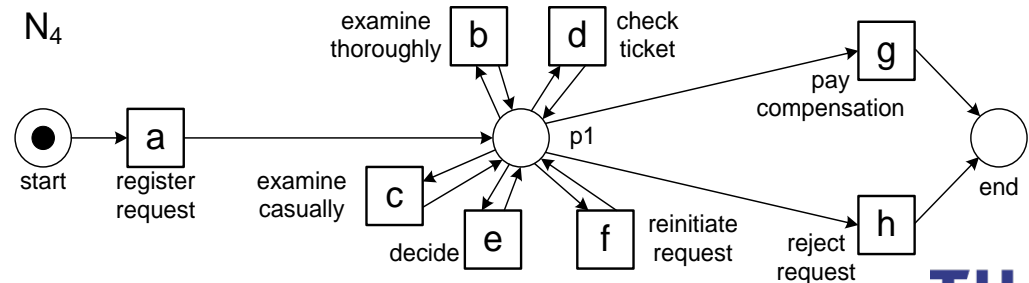 N4
examine
thoroughly
b
d
check
ticket
g
pay
compensation
a
p1
start
register
request
examine
casually
c
end
decide
e
f
reinitiate
request
reject
request
h